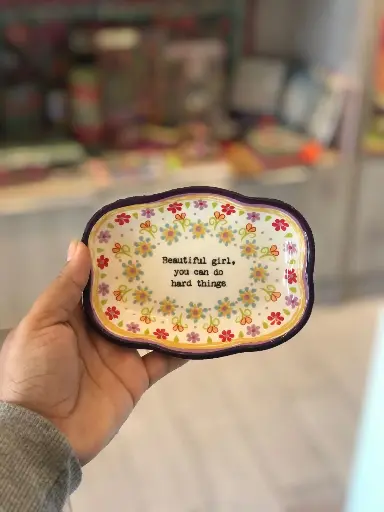 Beautiful girl,
you can do
hard things